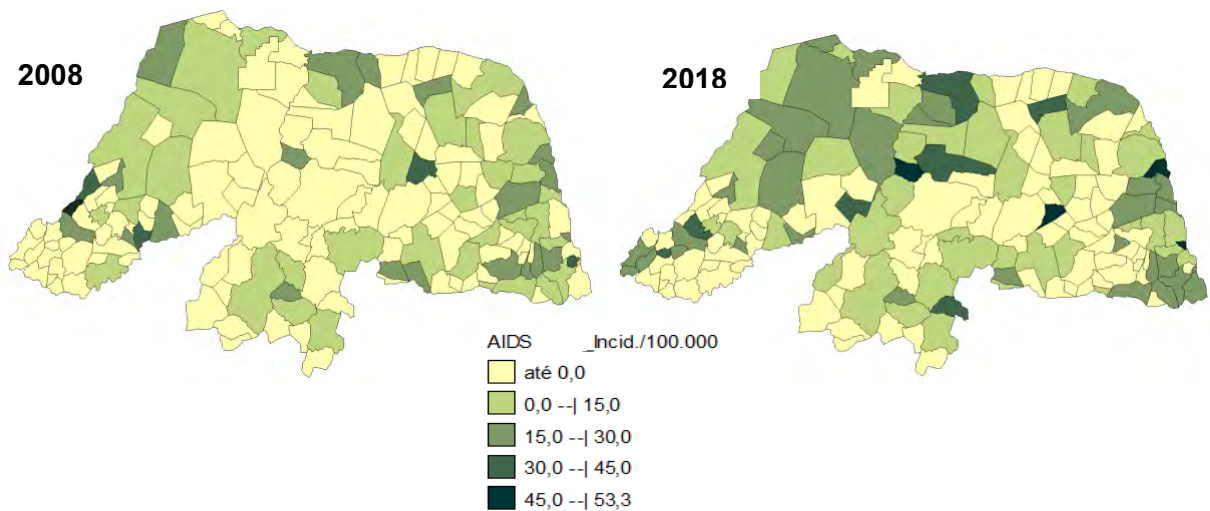 2008
2018
AIDS _Incid./100.000
até 0,0
0,0 --| 15,0
15,0 --| 30,0
30,0 --| 45,0
45,0 --| 53,3